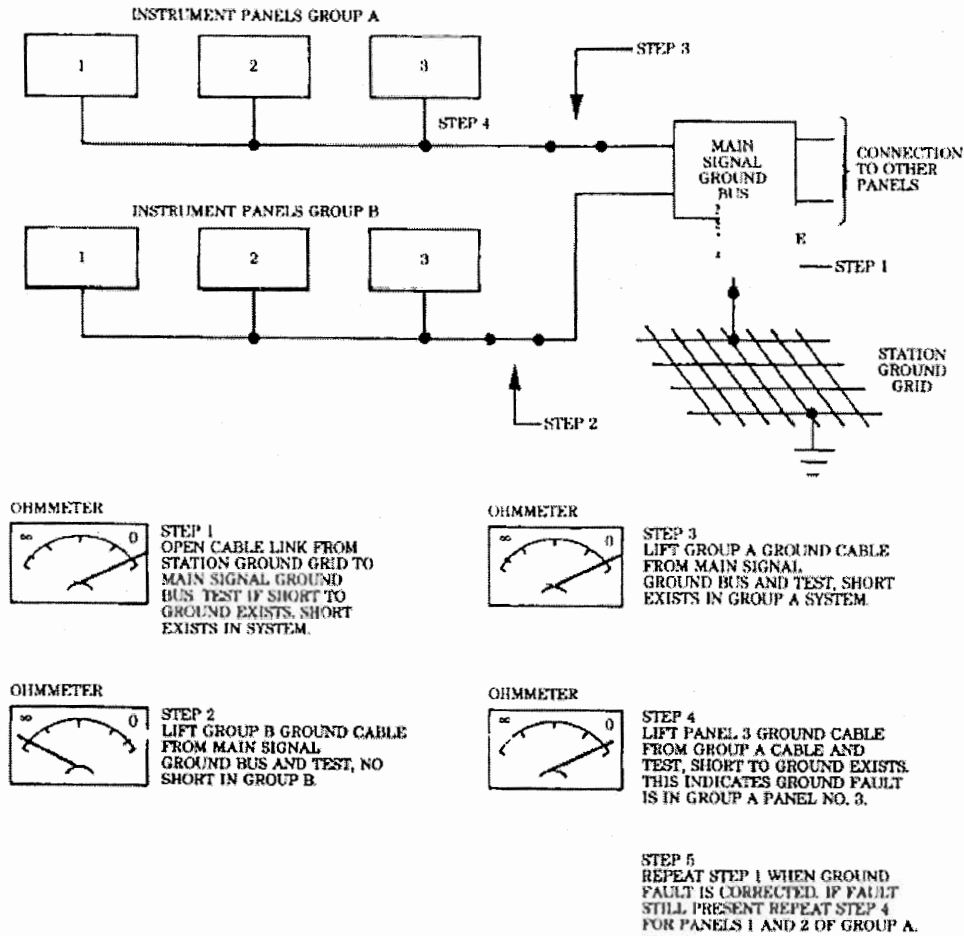 INSTRUMENT PANELS GROUP A
1
2
3
STEP 3
STEP 4
MAIN
SIGNAL
GROUND
BUS
CONNECTION
TO OTHER
PANELS
INSTRUMENT PANELS GROUP B
1
2
3
E
STEP 1
STATION
GROUND
GRID
STEP 2
OHMMETER
∞
0
STEP 1
OPEN CABLE LINK FROM
STATION GROUND GRID TO
MAIN SIGNAL GROUND
BUS TEST IF SHORT TO
GROUND EXISTS. SHORT
EXISTS IN SYSTEM.
OHMMETER
∞
0
STEP 3
LIFT GROUP A GROUND CABLE
FROM MAIN SIGNAL
GROUND BUS AND TEST, SHORT
EXISTS IN GROUP A SYSTEM.
OHMMETER
∞
0
STEP 2
LIFT GROUP B GROUND CABLE
FROM MAIN SIGNAL
GROUND BUS AND TEST, NO
SHORT IN GROUP B.
OHMMETER
∞
0
STEP 4
LIFT PANEL 3 GROUND CABLE
FROM GROUP A CABLE AND
TEST, SHORT TO GROUND EXISTS.
THIS INDICATES GROUND FAULT
IS IN GROUP A PANEL NO. 3.
STEP 5
REPEAT STEP 1 WHEN GROUND
FAULT IS CORRECTED. IF FAULT
STILL PRESENT REPEAT STEP 4
FOR PANELS 1 AND 2 OF GROUP A.